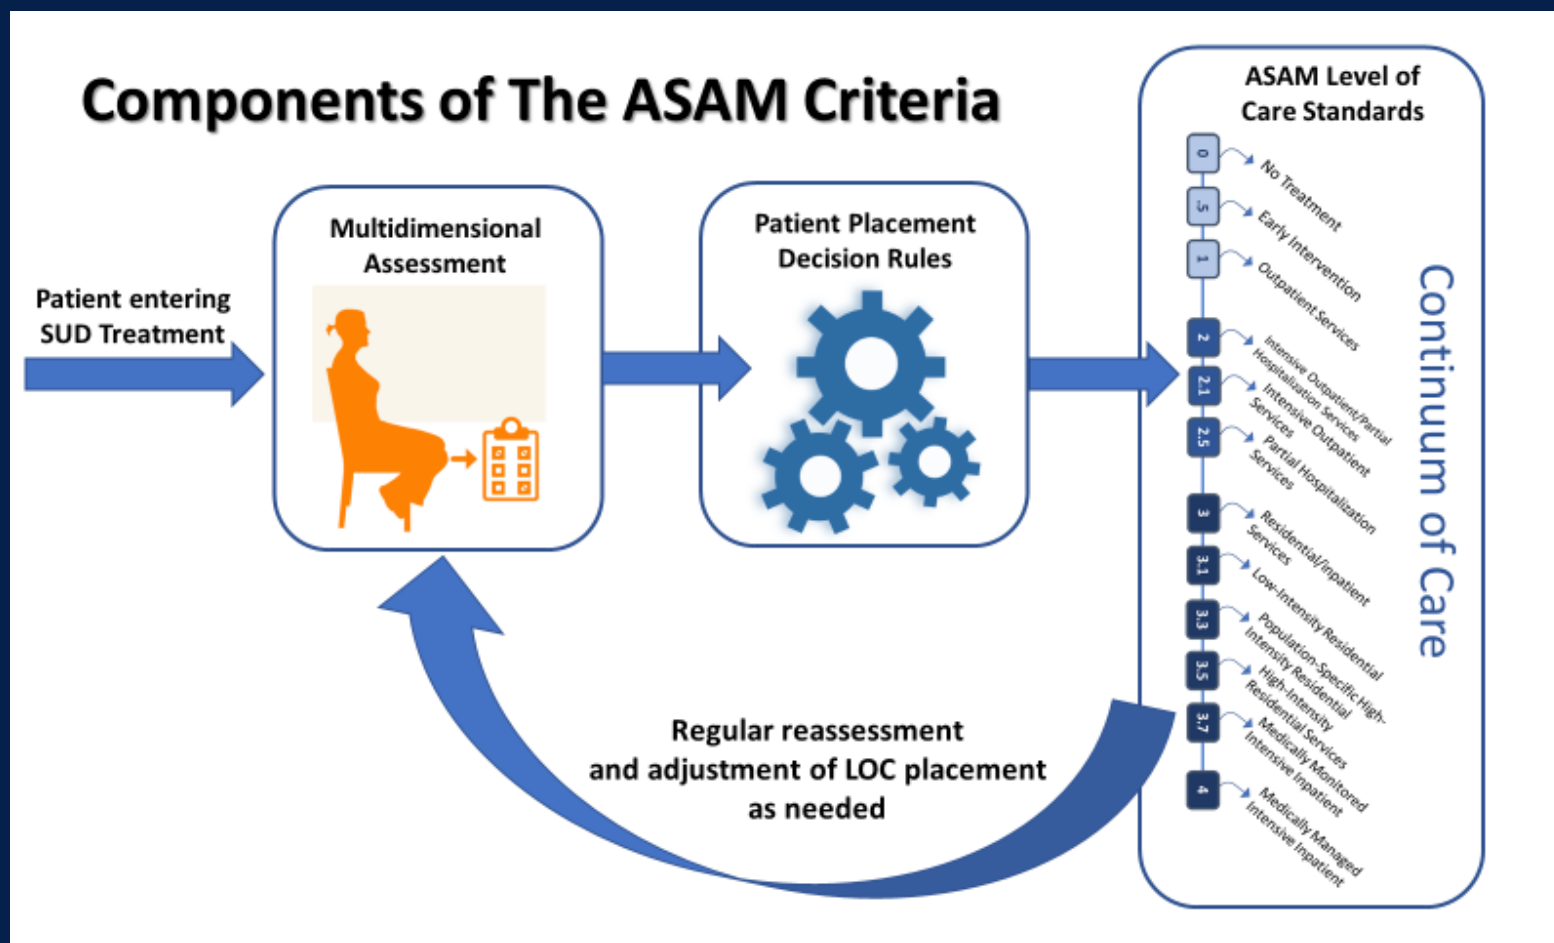 Components of The ASAM Criteria
Patient entering
SUD Treatment
Multidimensional
Assessment
Patient Placement
Decision Rules
ASAM Level of
Care Standards
0
No Treatment
.5
Early Intervention
1
Outpatient Services
2
Intensive Outpatient/Partial
Hospitalization Services
2.1
Intensive Outpatient
Services
2.5
Partial Hospitalization
Services
3
Residential/Inpatient
Services
3.1
Low-Intensity Residential
3.3
Population-Specific High-
Intensity Residential
3.5
High-Intensity
Residential Services
3.7
Medically Monitored
Intensive Inpatient
4
Medically Managed
Intensive Inpatient
Continuum of Care
Regular reassessment
and adjustment of LOC placement
as needed